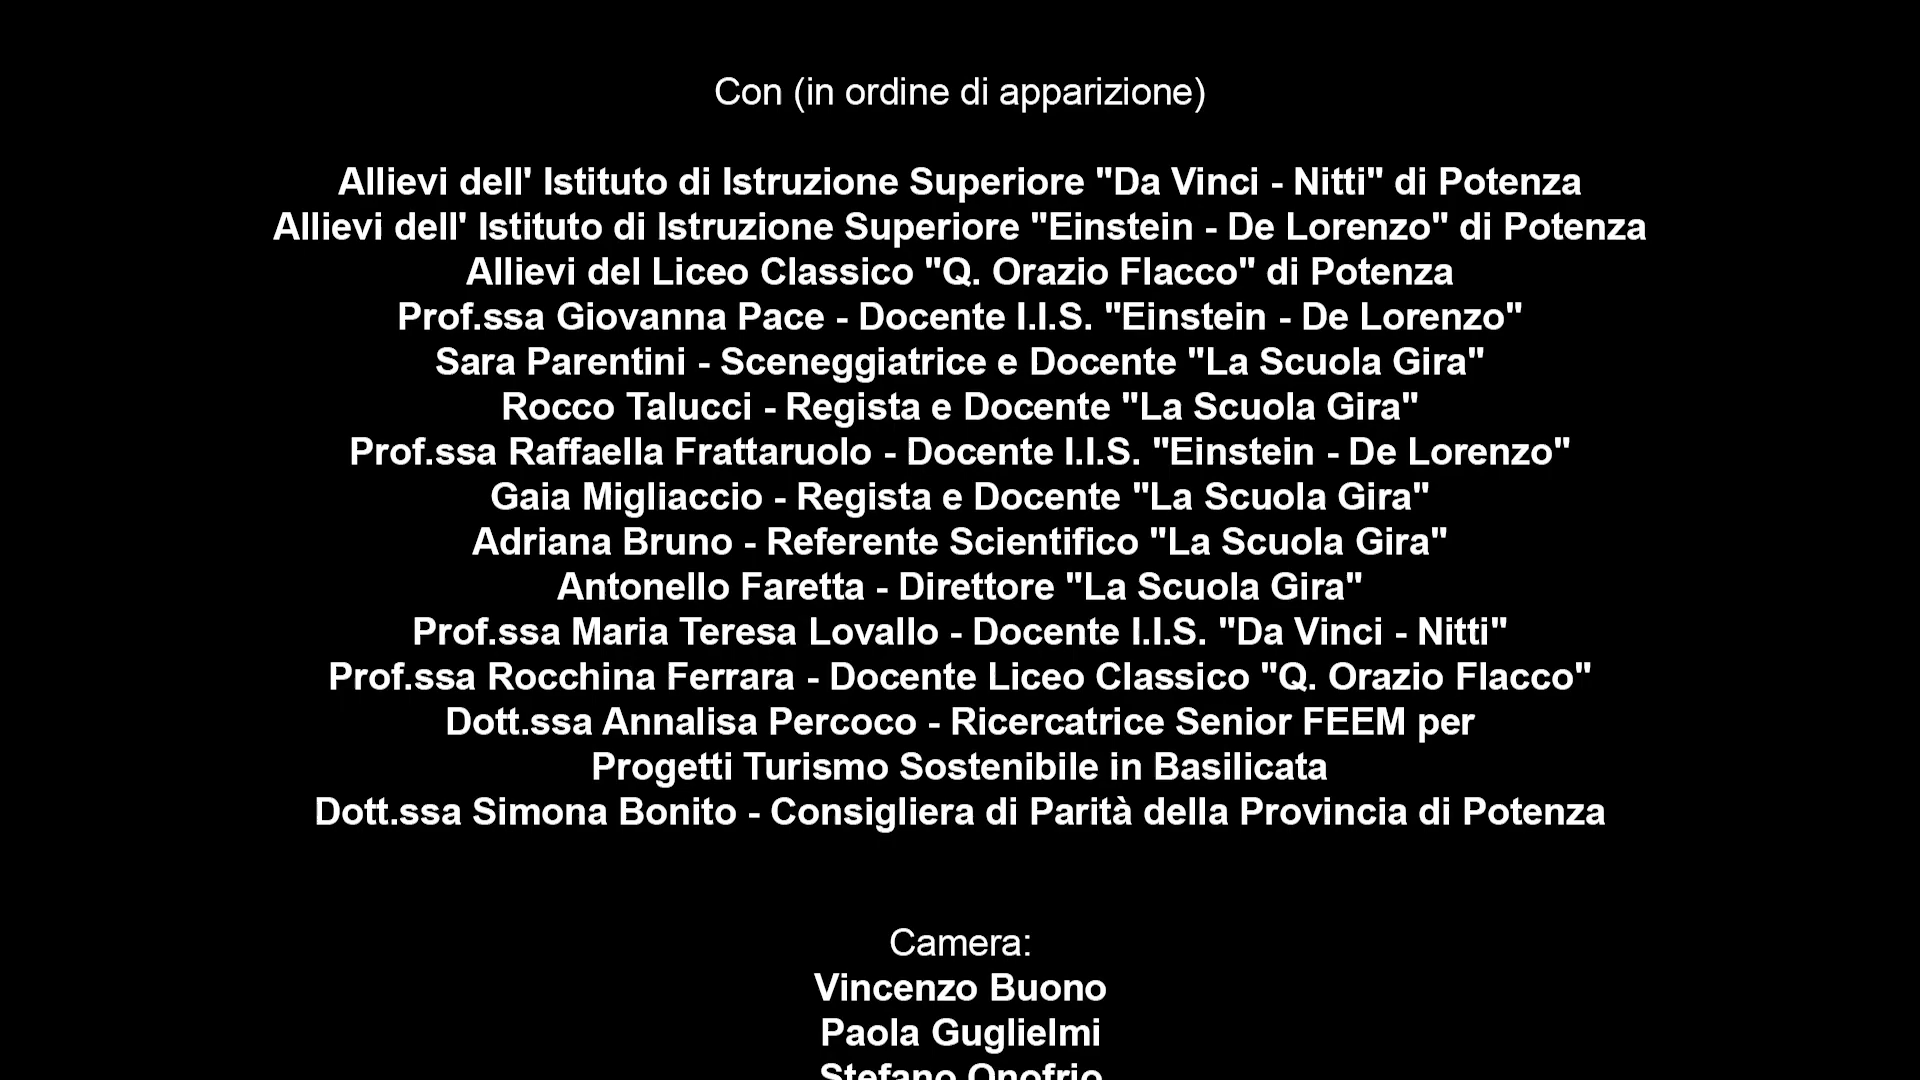 Con (in ordine di apparizione)
Allievi dell' Istituto di Istruzione Superiore "Da Vinci - Nitti" di Potenza
Allievi dell' Istituto di Istruzione Superiore "Einstein - De Lorenzo" di Potenza
Allievi del Liceo Classico "Q. Orazio Flacco" di Potenza
Prof.ssa Giovanna Pace - Docente I.I.S. "Einstein - De Lorenzo"
Sara Parentini - Sceneggiatrice e Docente "La Scuola Gira"
Rocco Talucci - Regista e Docente "La Scuola Gira"
Prof.ssa Raffaella Frattaruolo - Docente I.I.S. "Einstein - De Lorenzo"
Gaia Migliaccio - Regista e Docente "La Scuola Gira"
Adriana Bruno - Referente Scientifico "La Scuola Gira"
Antonello Faretta - Direttore "La Scuola Gira"
Prof.ssa Maria Teresa Lovallo - Docente I.I.S. "Da Vinci - Nitti"
Prof.ssa Rocchina Ferrara - Docente Liceo Classico "Q. Orazio Flacco"
Dott.ssa Annalisa Percoco - Ricercatrice Senior FEEM per
Progetti Turismo Sostenibile in Basilicata
Dott.ssa Simona Bonito - Consigliera di Parità della Provincia di Potenza
Camera:
Vincenzo Buono
Paola Guglielmi
Stefano Onofrio